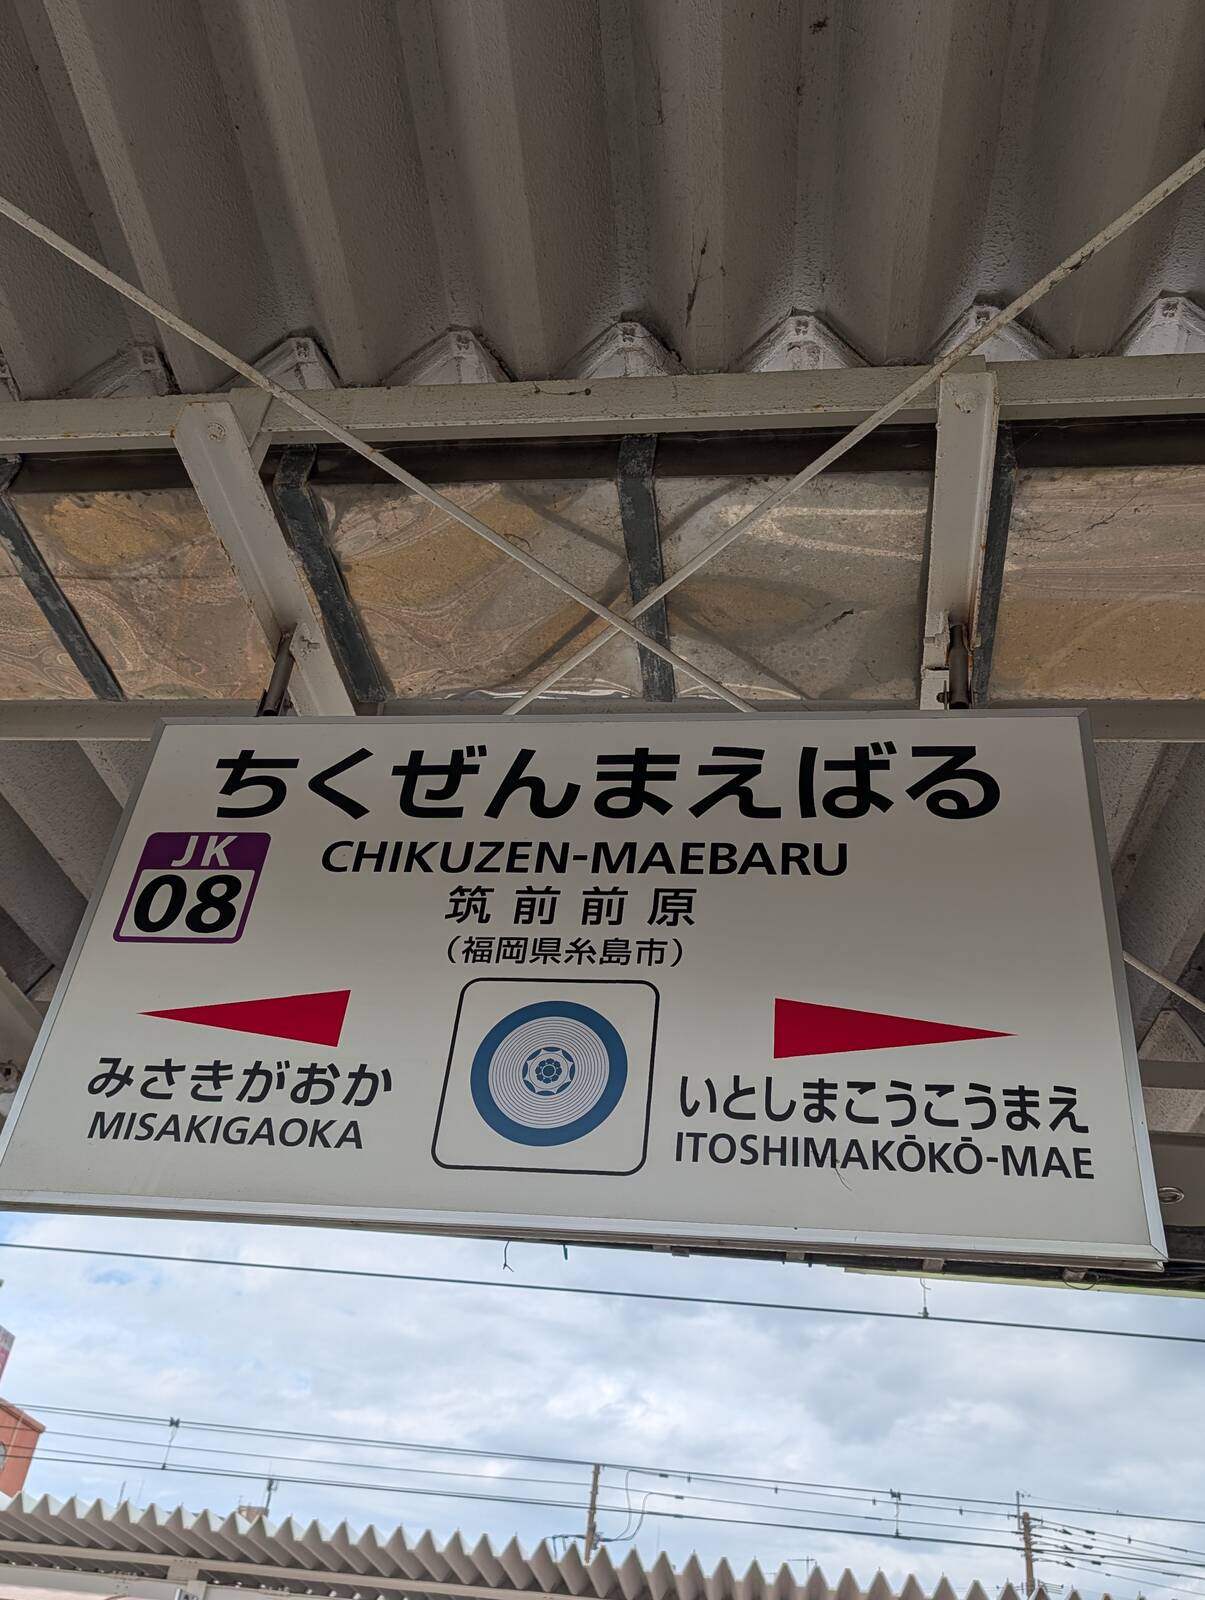 ちくぜんまえばる
JK
08
CHIKUZEN-MAEBARU
筑前前原
(福岡県糸島市)
みさきがおか
MISAKIGAOKA
いとしまこうこうまえ
ITOSHIMAKŌKŌ-MAE